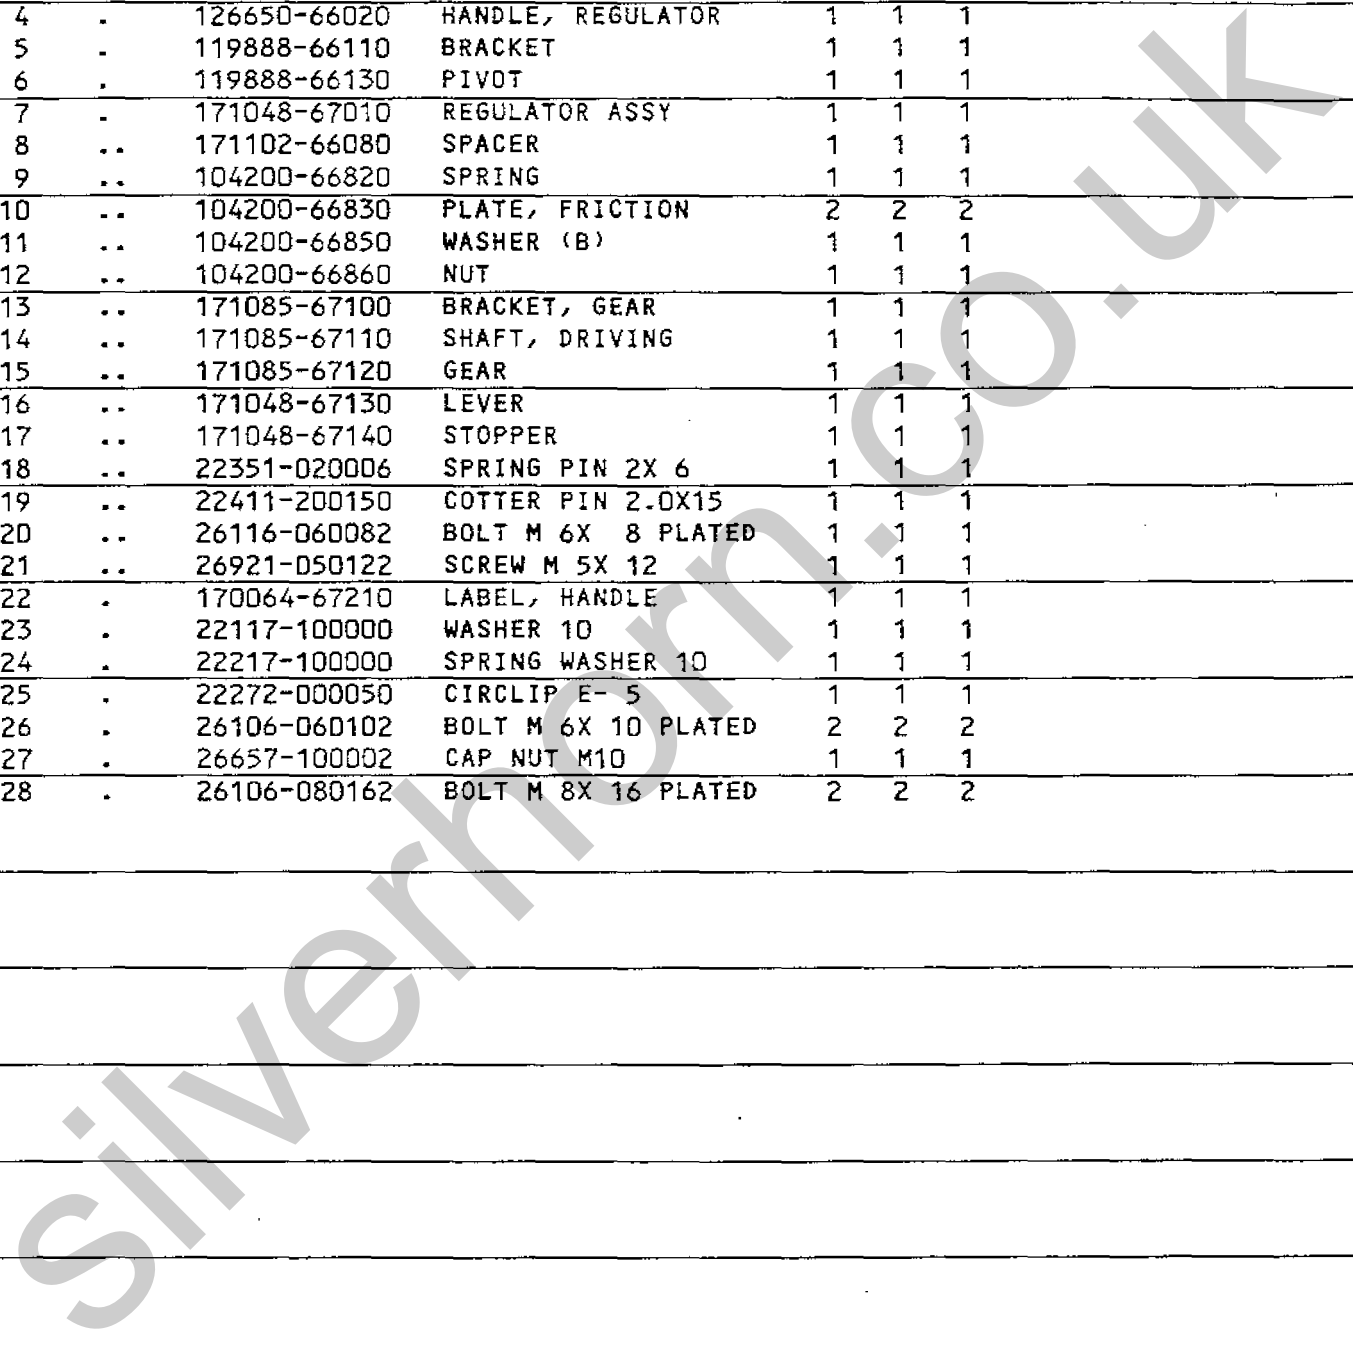 4 . 126650-66020 HANDLE, REGULATOR 1 1 1
5 . 119888-66110 BRACKET 1 1 1
6 . 119888-66130 PIVOT 1 1 1
7 . 171048-67010 REGULATOR ASSY 1 1 1
8 .. 171102-66080 SPACER 1 1 1
9 .. 104200-66820 SPRING 1 1 1
10 .. 104200-66830 PLATE, FRICTION 2 2 2
11 .. 104200-66850 WASHER (B) 1 1 1
12 .. 104200-66860 NUT 1 1 1
13 .. 171085-67100 BRACKET, GEAR 1 1 1
14 .. 171085-67110 SHAFT, DRIVING 1 1 1
15 .. 171085-67120 GEAR 1 1 1
16 .. 171048-67130 LEVER 1 1 1
17 .. 171048-67140 STOPPER 1 1 1
18 .. 22351-020006 SPRING PIN 2X 6 1 1 1
19 .. 22411-200150 COTTER PIN 2.0X15 1 1 1
20 .. 26116-060082 BOLT M 6X 8 PLATED 1 1 1
21 .. 26921-050122 SCREW M 5X 12 1 1 1
22 . 170064-67210 LABEL, HANDLE 1 1 1
23 . 22117-100000 WASHER 10 1 1 1
24 . 22217-100000 SPRING WASHER 10 1 1 1
25 . 22272-000050 CIRCLIP E- 5 1 1 1
26 . 26106-060102 BOLT M 6X 10 PLATED 2 2 2
27 . 26657-100002 CAP NUT M10 1 1 1
28 . 26106-080162 BOLT M 8X 16 PLATED 2 2 2
silverhorn.co.uk